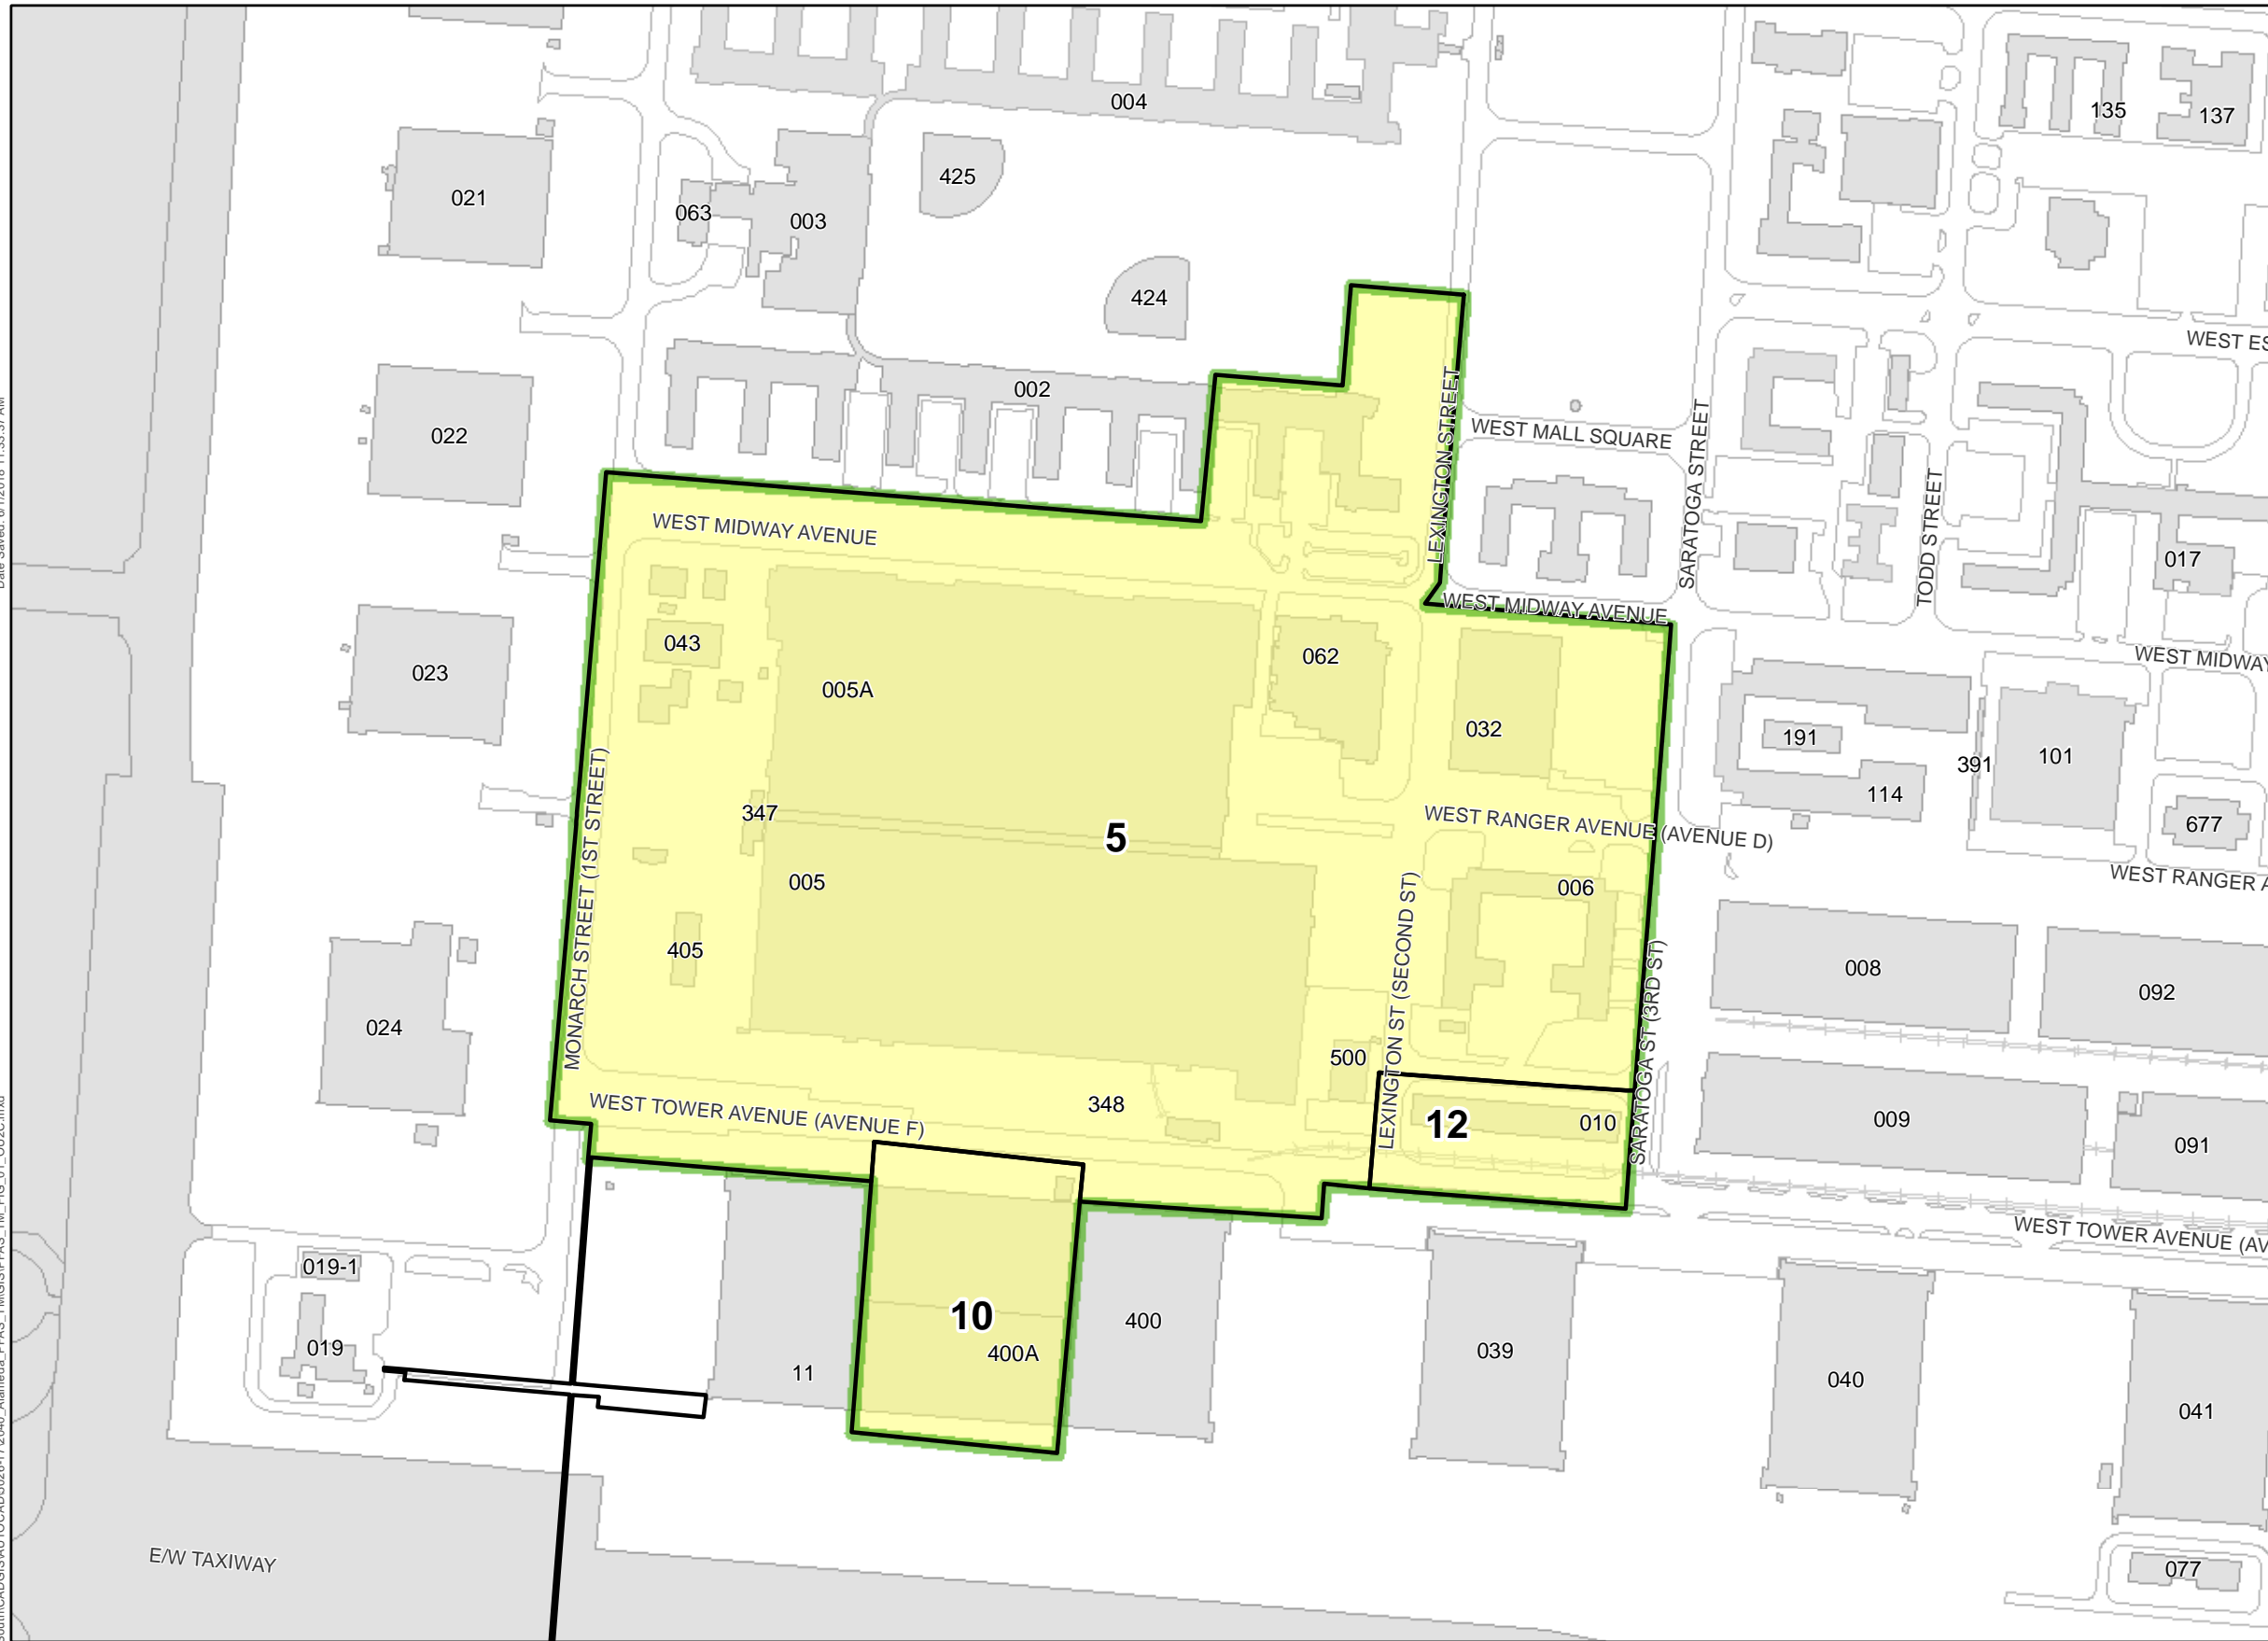 004
135
137
425
021
063
003
424
WEST ES
002
022
LEXINGTON STREET
WEST MALL SQUARE
SARATOGA STREET
TODD STREET
WEST MIDWAY AVENUE
017
WEST MIDWAY AVENUE
043
062
WEST MIDWAY
023
005A
032
191
391
101
114
347
WEST RANGER AVENUE (AVENUE D)
677
5
MONARCH STREET (1ST STREET)
005
006
WEST RANGER A
405
LEXINGTON ST (SECOND ST)
SARATOGA ST (3RD ST)
008
092
024
500
348
WEST TOWER AVENUE (AVENUE F)
12
010
009
091
WEST TOWER AVENUE (AV
019-1
10
400
019
400A
11
039
040
041
E/W TAXIWAY
077